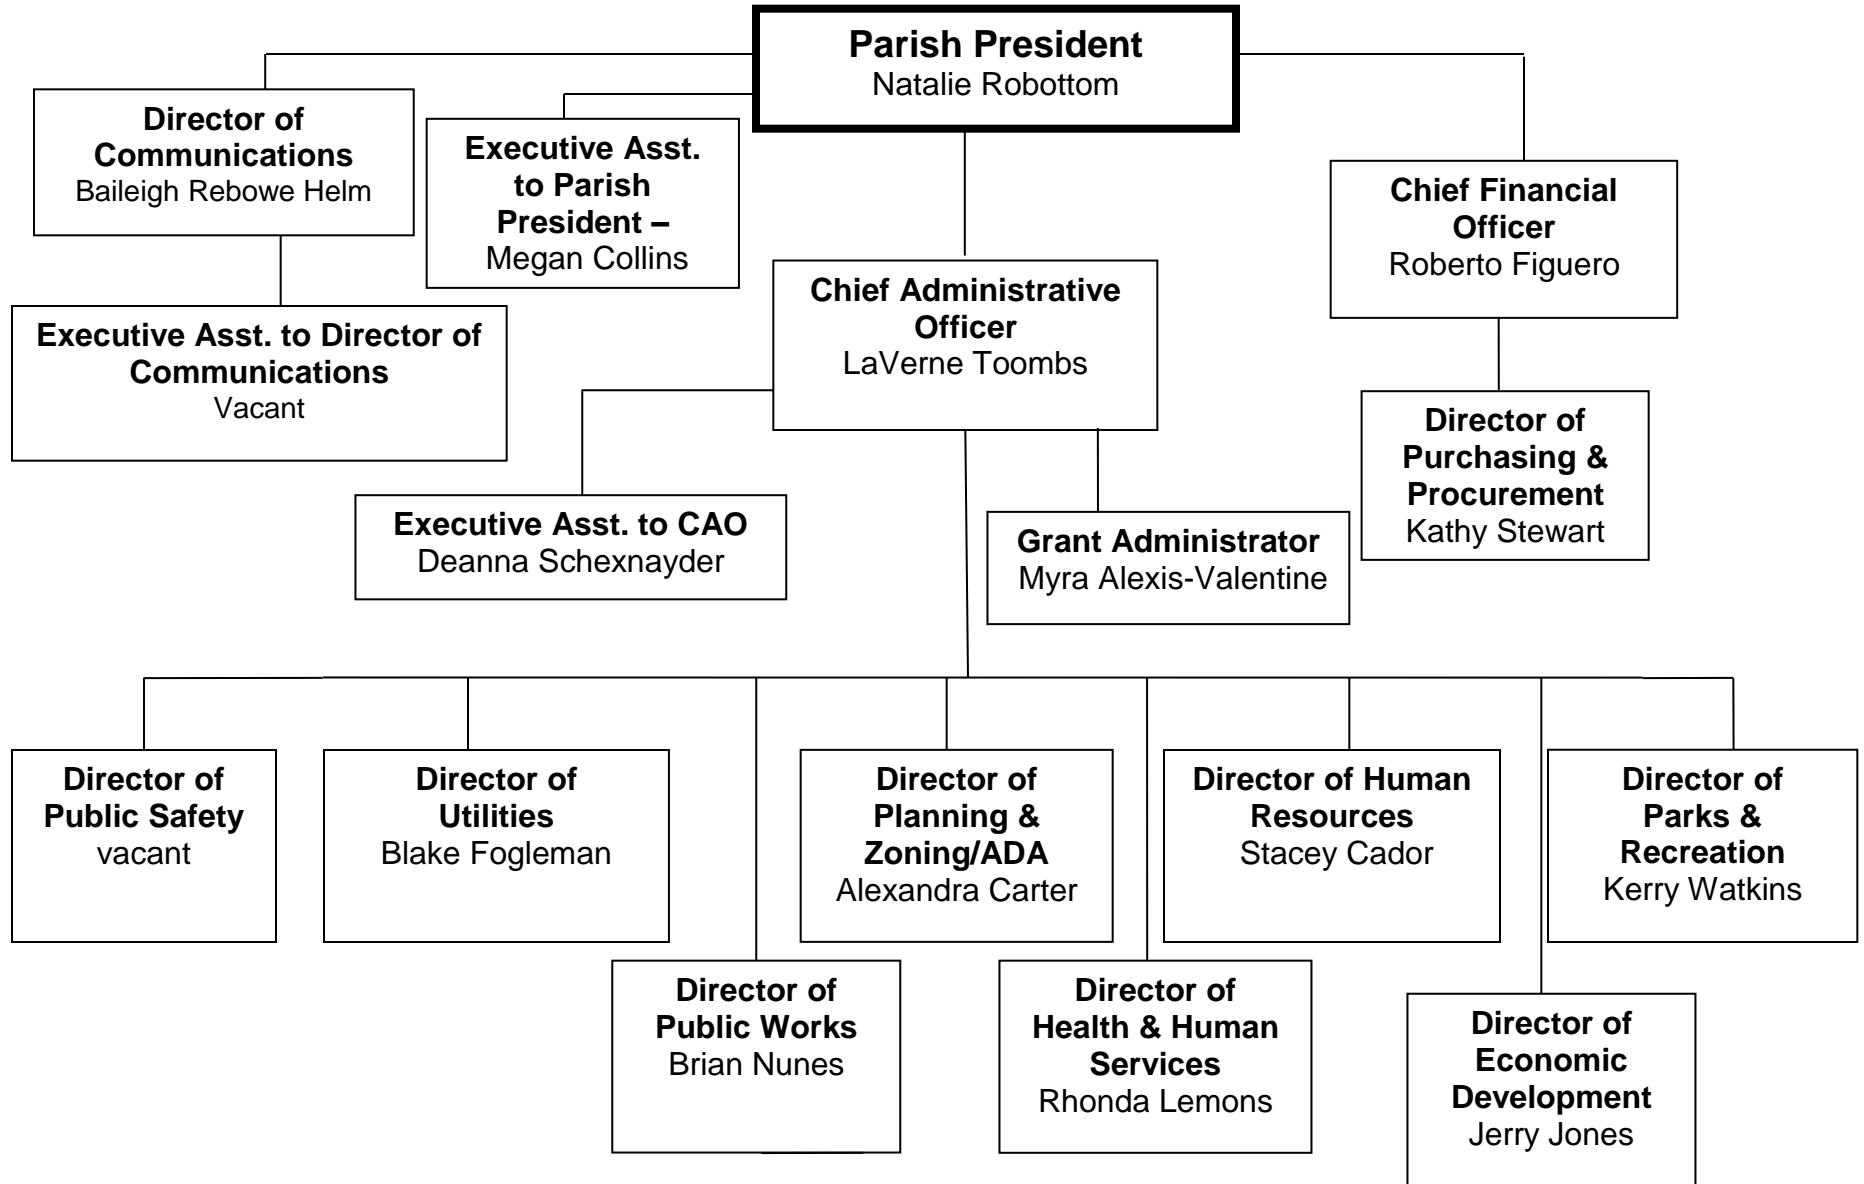 Parish President
Natalie Robottom
Director of
Communications
Baileigh Rebowe Helm
Executive Asst.
to Parish
President –
Megan Collins
Chief Financial
Officer
Roberto Figuero
Chief Administrative
Officer
LaVerne Toombs
Executive Asst. to Director of
Communications
Vacant
Director of
Purchasing &
Procurement
Kathy Stewart
Executive Asst. to CAO
Deanna Schexnayder
Grant Administrator
Myra Alexis-Valentine
Director of
Public Safety
vacant
Director of
Utilities
Blake Fogleman
Director of
Planning &
Zoning/ADA
Alexandra Carter
Director of Human
Resources
Stacey Cador
Director of
Parks &
Recreation
Kerry Watkins
Director of
Public Works
Brian Nunes
Director of
Health & Human
Services
Rhonda Lemons
Director of
Economic
Development
Jerry Jones